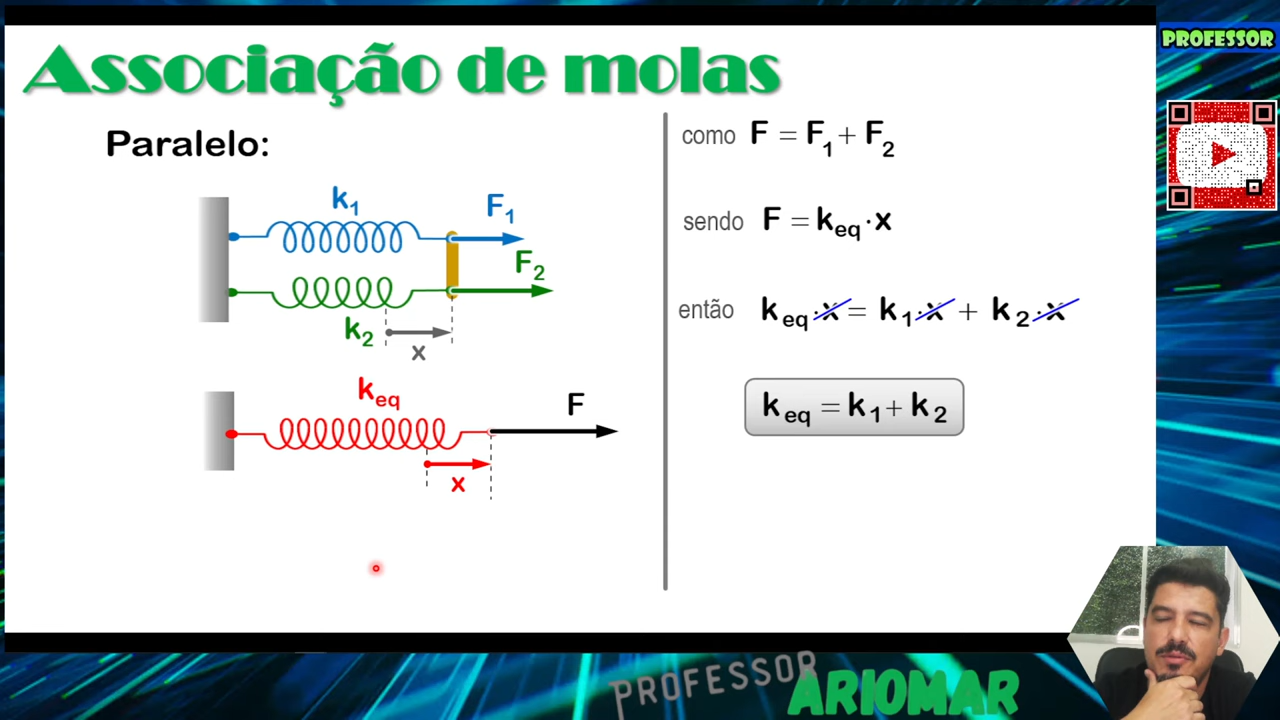 Associação de molas
Paralelo:
k1
F1
F2
k2
x
keq
F
x
como F = F1 + F2
sendo F = keq · x
então keq · x = k1 · x + k2 · x
keq = k1 + k2
PROFESSOR
PROFESSOR
ARIOMAR